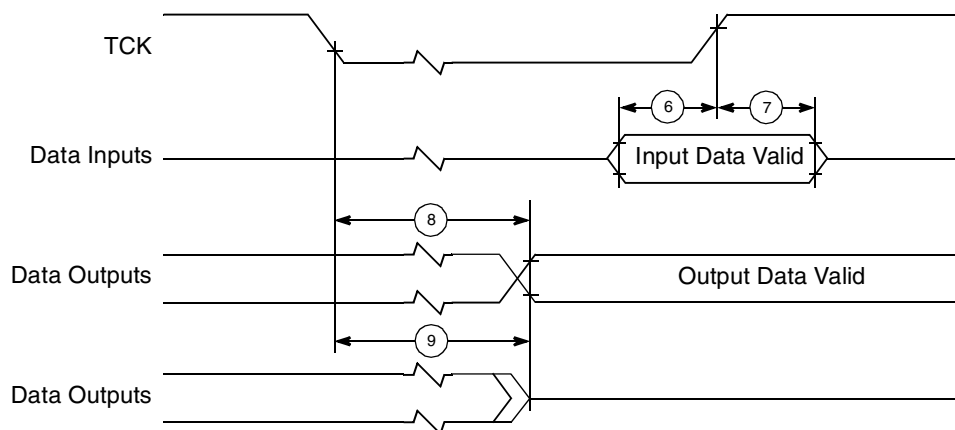 TCK
6
7
Data Inputs
Input Data Valid
8
Data Outputs
Output Data Valid
9
Data Outputs